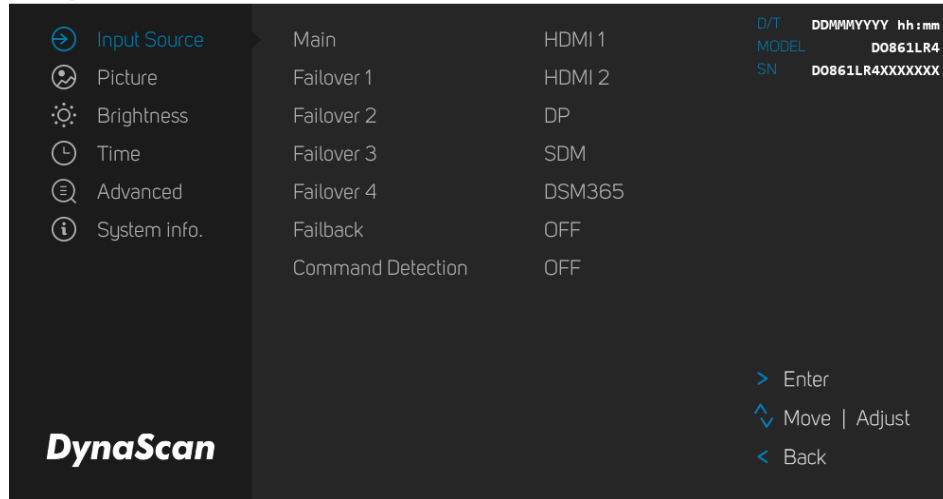 Input Source
Picture
Brightness
Time
Advanced
System info.
DynaScan
Main HDMI 1
Failover 1 HDMI 2
Failover 2 DP
Failover 3 SDM
Failover 4 DSM365
Failback OFF
Command Detection OFF
D/T DDMMMYYYY hh:mm
MODEL DO861LR4
SN DO861LR4XXXXXXX
> Enter
Move | Adjust
< Back